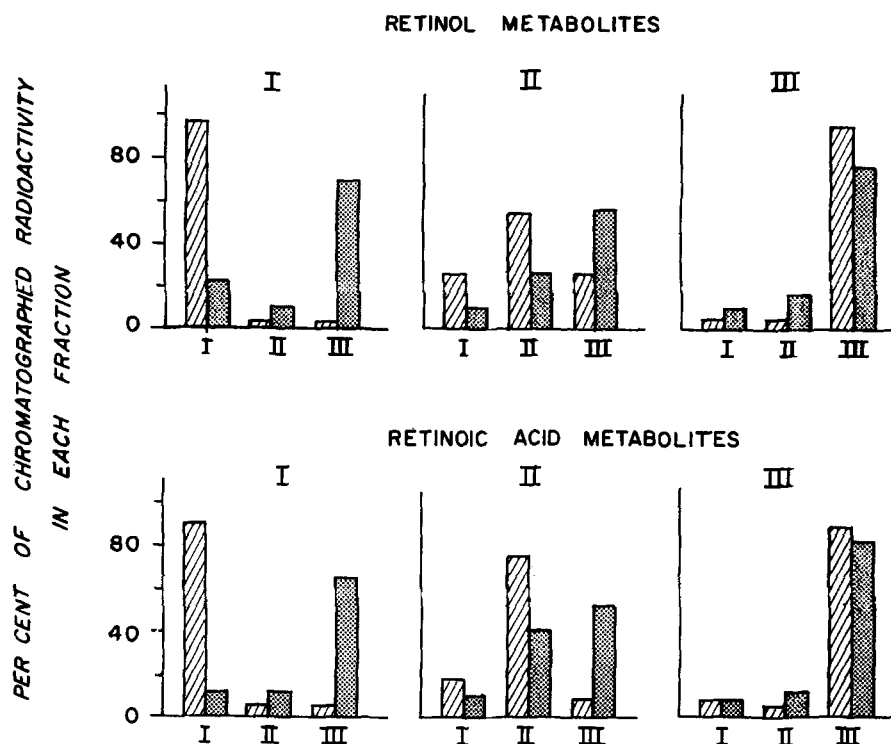 RETINOL METABOLITES
I II III
80
40
0
I II III I II III I II III
RETINOIC ACID METABOLITES
I II III
80
40
0
I II III I II III I II III
PER CENT OF CHROMATOGRAPHED RADIOACTIVITY
IN EACH FRACTION